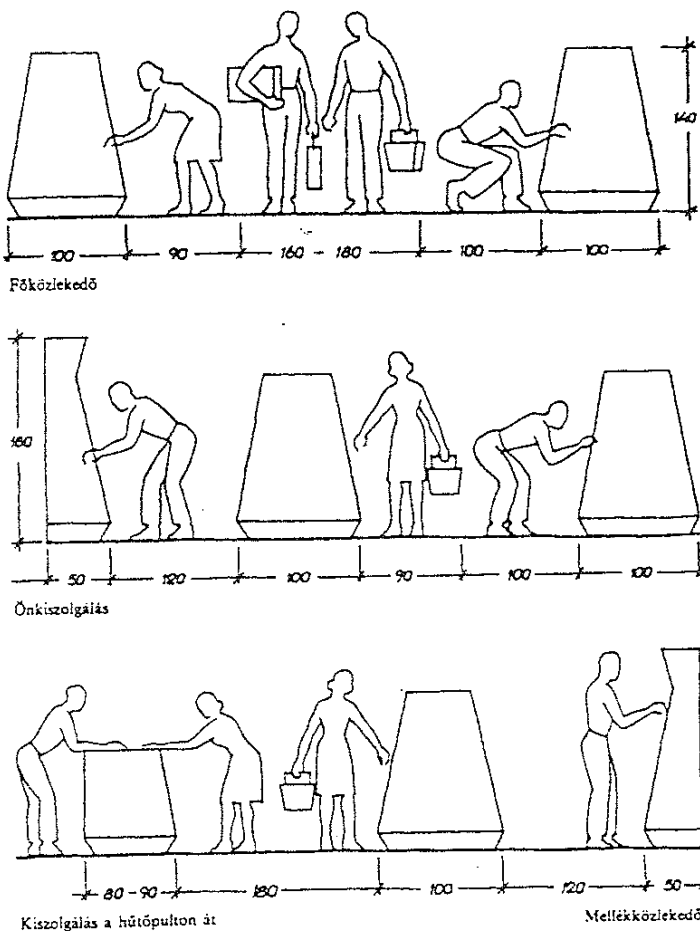 140
100 90 160 - 180 100 100
Főközlekedő
160
50 120 100 90 100 100
Önkiszolgálás
80 - 90 180 100 120 50
Kiszolgálás a hűtőpulton át Mellékközlekedő